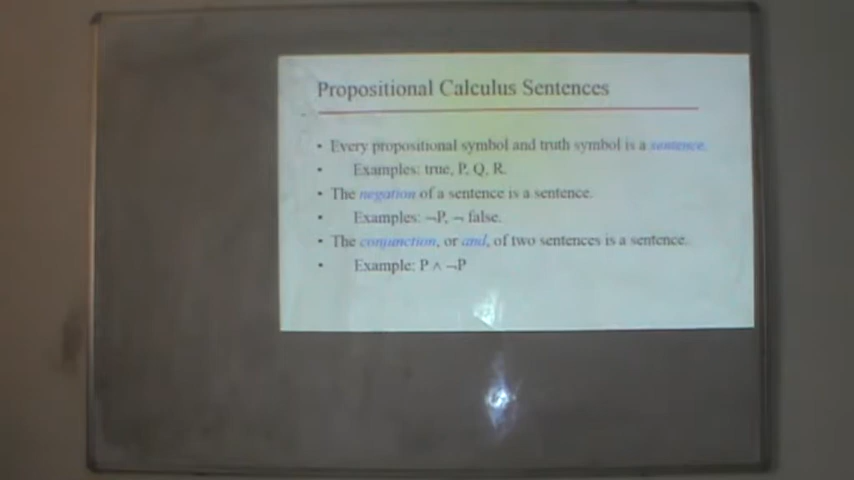 Propositional Calculus Sentences
• Every propositional symbol and truth symbol is a sentence.
• Examples: true, P, Q, R.
• The negation of a sentence is a sentence.
• Examples: ¬P, ¬ false.
• The conjunction, or and, of two sentences is a sentence.
• Example: P ∧ ¬P